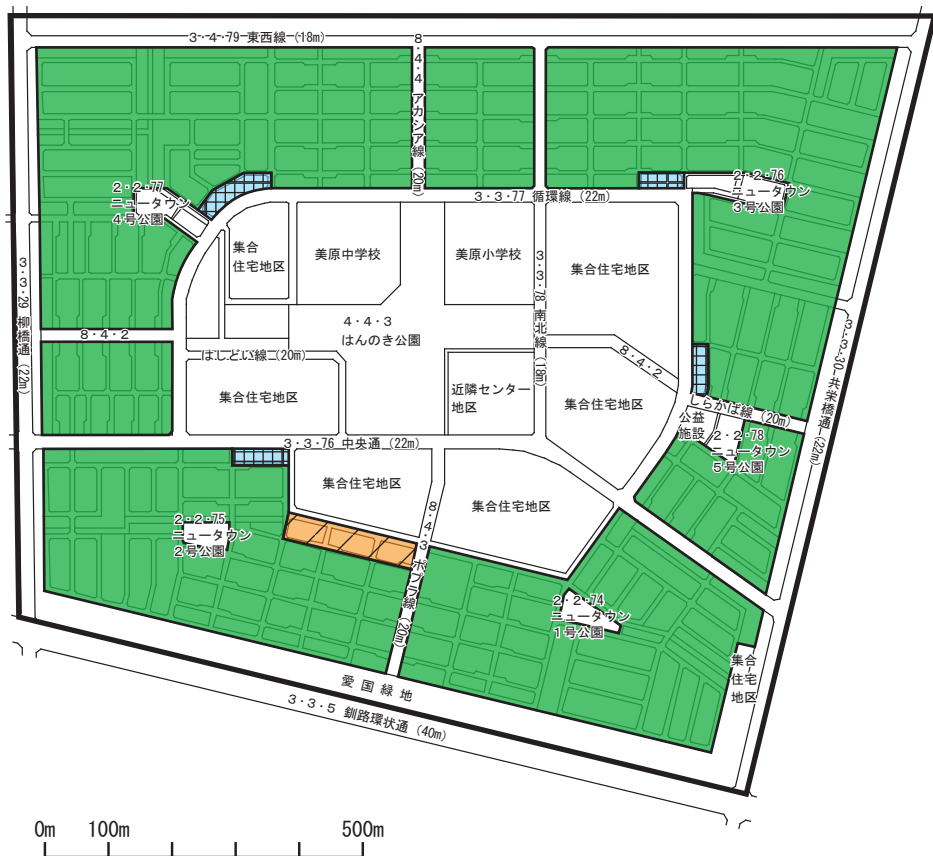 3・4・79 東西線 (18m)
8・4・4 アカシア線 (20m)
2・2・77
ニュータウン
4号公園
2・2・76
ニュータウン
3号公園
3・3・77 循環線 (22m)
集合
住宅地区
美原中学校
美原小学校
集合住宅地区
3・3・78 南北線 (18m)
3・3・29 柳橋通 (22m)
4・4・3
はんのき公園
8・4・2
はしどい線 (20m)
8・4・2
3・3・30 共栄橋通 (22m)
集合住宅地区
近隣センター
地区
集合住宅地区
しらかば線 (20m)
公益
施設
2・2・78
ニュータウン
5号公園
3・3・76 中央通 (22m)
集合住宅地区
集合住宅地区
8・4・3 ポプラ線 (20m)
2・2・75
ニュータウン
2号公園
2・2・74
ニュータウン
1号公園
集合
住宅
地区
愛国緑地
3・3・5 釧路環状通 (40m)
0m 100m 500m